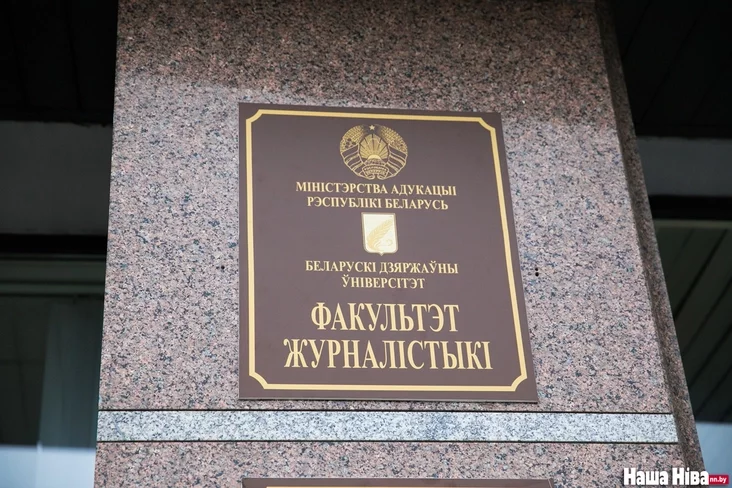 МІНІСТЭРСТВА АДУКАЦЫІ
РЭСПУБЛІКІ БЕЛАРУСЬ
БЕЛАРУСКІ ДЗЯРЖАЎНЫ
ЎНІВЕРСІТЭТ
ФАКУЛЬТЭТ
ЖУРНАЛІСТЫКІ
Наша Ніва nn.by